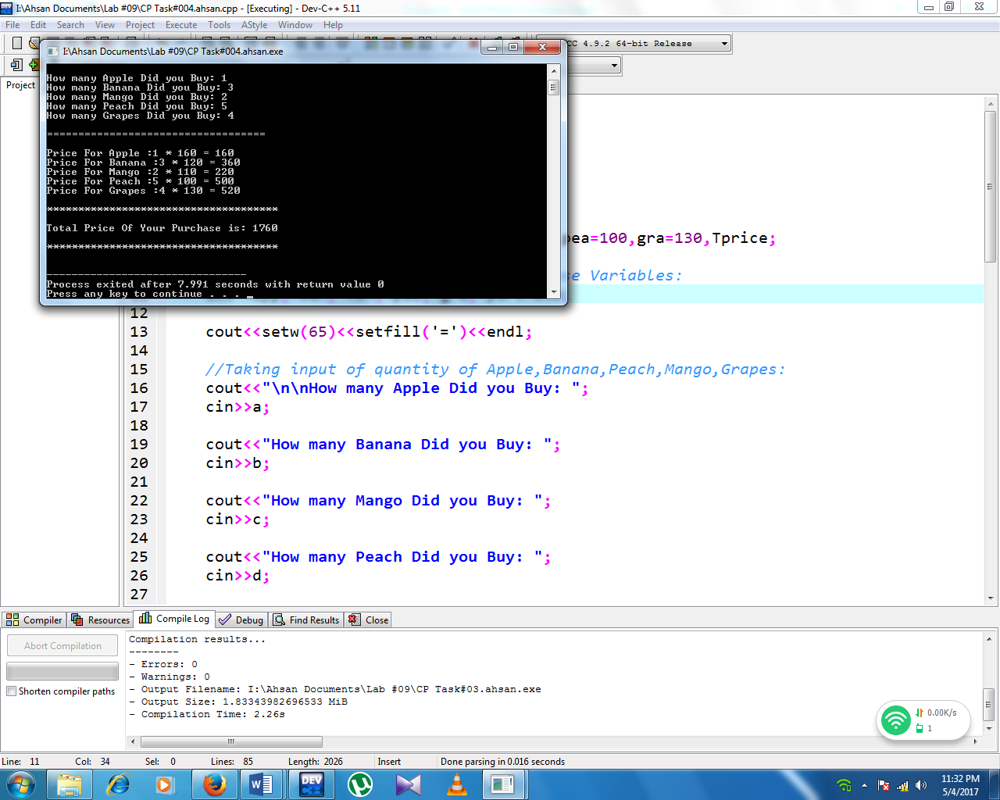 I:\Ahsan Documents\Lab #09\CP Task#004.ahsan.cpp - [Executing] - Dev-C++ 5.11
File Edit Search View Project Execute Tools AStyle Window Help
I:\Ahsan Documents\Lab #09\CP Task#004.ahsan.exe
CC 4.9.2 64-bit Release
Project
How many Apple Did you Buy: 1
How many Banana Did you Buy: 3
How many Mango Did you Buy: 2
How many Peach Did you Buy: 5
How many Grapes Did you Buy: 4
===================================
Price For Apple :1 * 160 = 160
Price For Banana :3 * 120 = 360
Price For Mango :2 * 110 = 220
Price For Peach :5 * 100 = 500
Price For Grapes :4 * 130 = 520
*************************************
Total Price Of Your Purchase is: 1760
*************************************
--------------------------------
Process exited after 7.991 seconds with return value 0
Press any key to continue . . .
pea=100,gra=130,Tprice;
Variables:
12
13 cout<<setw(65)<<setfill('=')<<endl;
14
15 //Taking input of quantity of Apple,Banana,Peach,Mango,Grapes:
16 cout<<"\n\nHow many Apple Did you Buy: ";
17 cin>>a;
18
19 cout<<"How many Banana Did you Buy: ";
20 cin>>b;
21
22 cout<<"How many Mango Did you Buy: ";
23 cin>>c;
24
25 cout<<"How many Peach Did you Buy: ";
26 cin>>d;
27
Compiler Resources Compile Log Debug Find Results Close
Abort Compilation
Shorten compiler paths
Compilation results...
--------
- Errors: 0
- Warnings: 0
- Output Filename: I:\Ahsan Documents\Lab #09\CP Task#03.ahsan.exe
- Output Size: 1.83343982696533 MiB
- Compilation Time: 2.26s
0.00K/s
1
Line: 11 Col: 34 Sel: 0 Lines: 85 Length: 2026 Insert Done parsing in 0.016 seconds
DEV C++
11:32 PM
5/4/2017